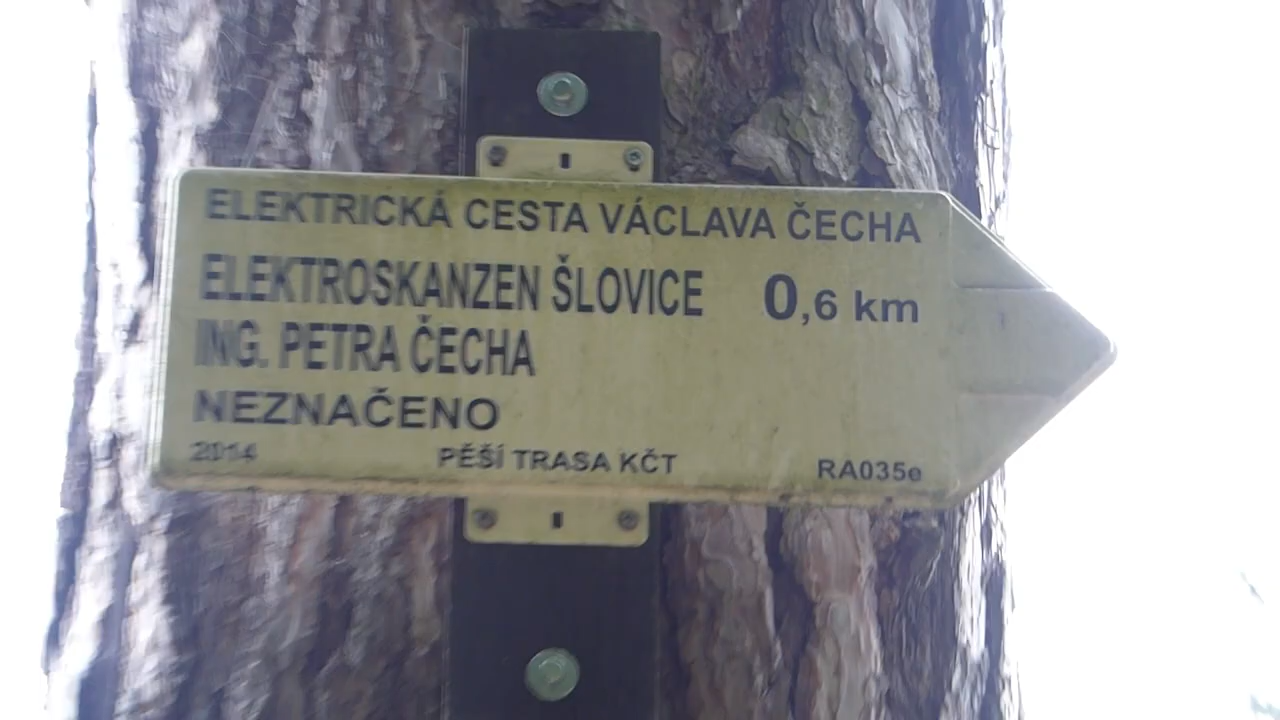 ELEKTRICKÁ CESTA VÁCLAVA ČECHA
ELEKTROSKANZEN ŠLOVICE 0,6 km
ING. PETRA ČECHA
NEZNAČENO
2014 PĚŠÍ TRASA KČT RA035e